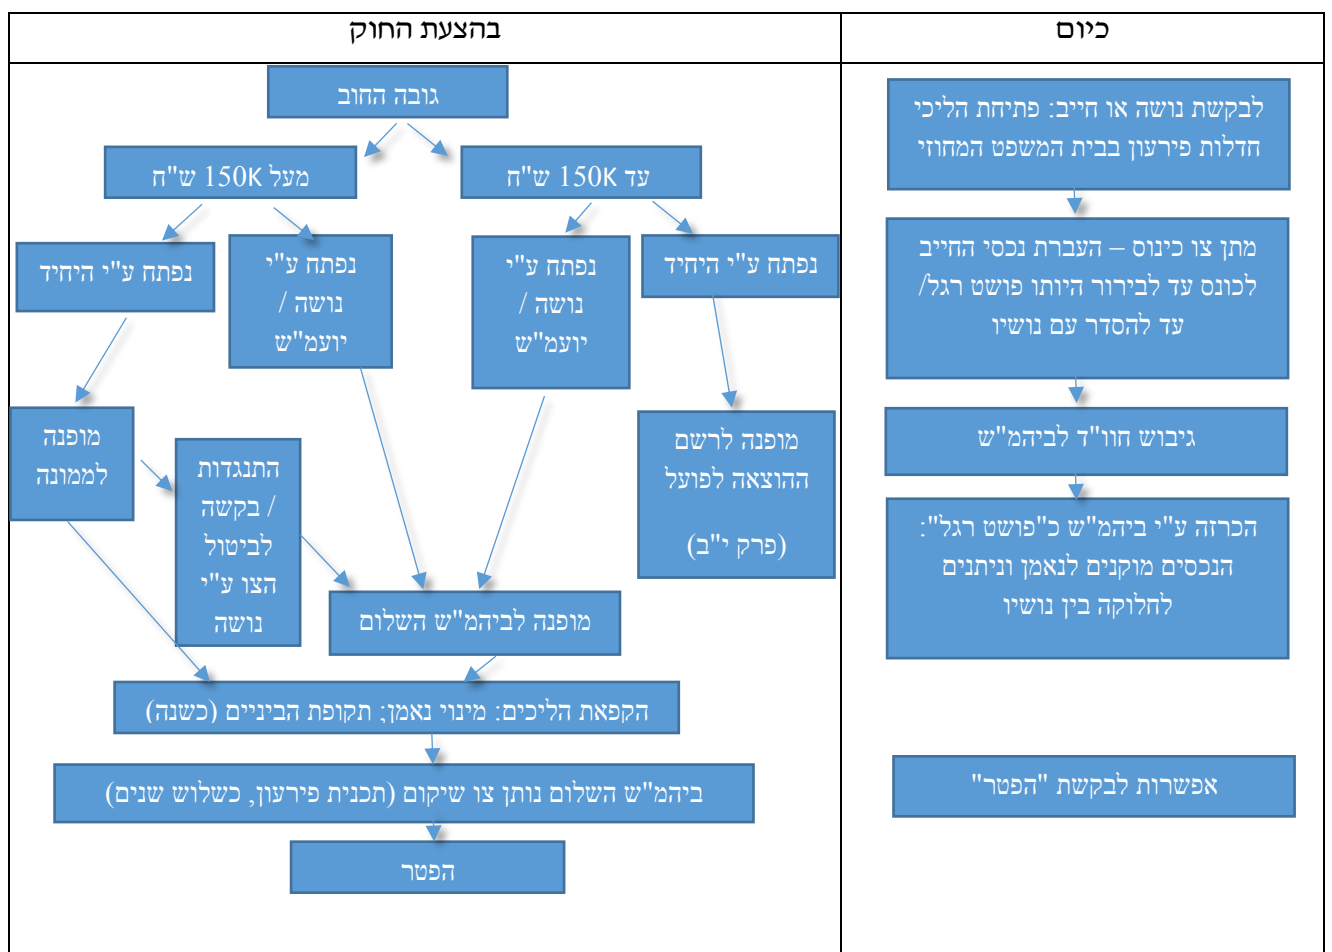 כיום
בהצעת החוק
לבקשת נושה או חייב: פתיחת הליכי
חדלות פירעון בבית המשפט המחוזי
מתן צו כינוס – העברת נכסי החייב
לכונס עד לבירור היותו פושט רגל/
עד להסדר עם נושיו
גיבוש חוו"ד לביהמ"ש
הכרזה ע"י ביהמ"ש כ"פושט רגל":
הנכסים מוקנים לנאמן וניתנים
לחלוקה בין נושיו
אפשרות לבקשת "הפטר"
גובה החוב
עד 150K ש"ח
מעל 150K ש"ח
נפתח ע"י היחיד
נפתח ע"י
נושה /
יועמ"ש
נפתח ע"י
נושה /
יועמ"ש
נפתח ע"י היחיד
מופנה לרשם
ההוצאה לפועל
(פרק י"ב)
מופנה
לממונה
התנגדות
/ בקשה
לביטול
הצו ע"י
נושה
מופנה לביהמ"ש השלום
הקפאת הליכים: מינוי נאמן; תקופת הביניים (כשנה)
ביהמ"ש השלום נותן צו שיקום (תכנית פירעון, כשלוש שנים)
הפטר